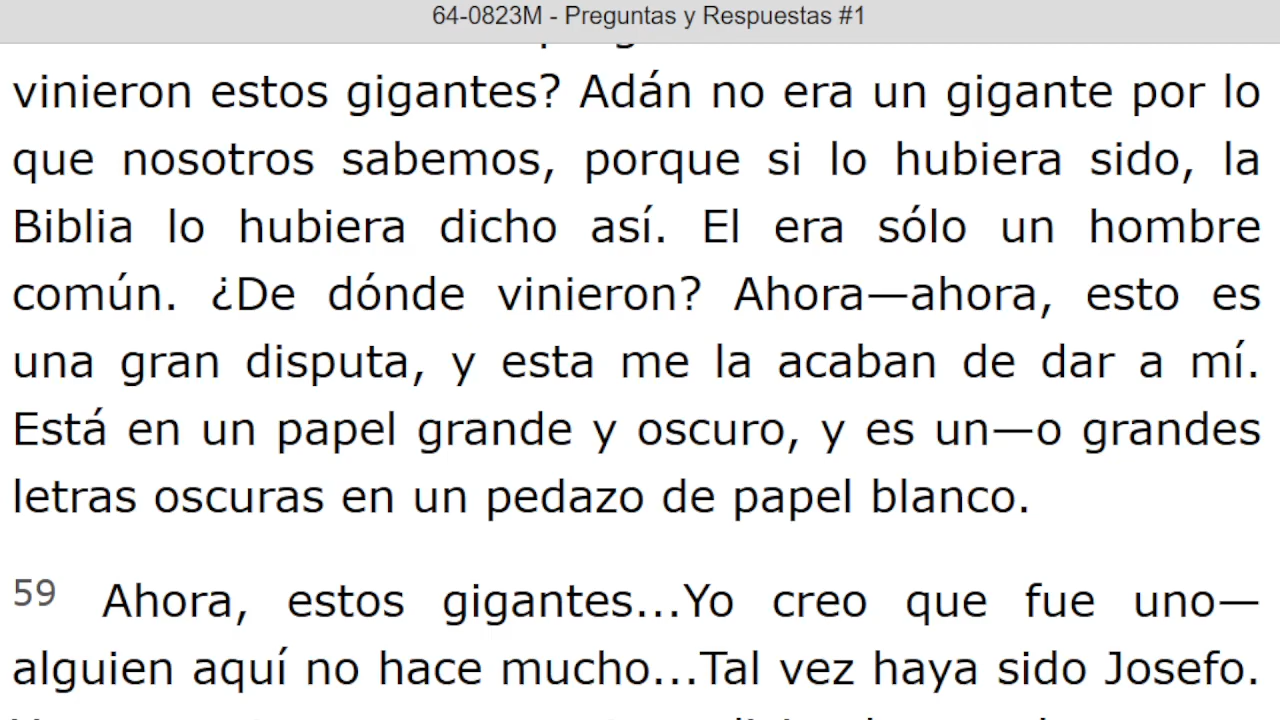 64-0823M - Preguntas y Respuestas #1
vinieron estos gigantes? Adán no era un gigante por lo
que nosotros sabemos, porque si lo hubiera sido, la
Biblia lo hubiera dicho así. El era sólo un hombre
común. ¿De dónde vinieron? Ahora—ahora, esto es
una gran disputa, y esta me la acaban de dar a mí.
Está en un papel grande y oscuro, y es un—o grandes
letras oscuras en un pedazo de papel blanco.
59 Ahora, estos gigantes...Yo creo que fue uno—
alguien aquí no hace mucho...Tal vez haya sido Josefo.